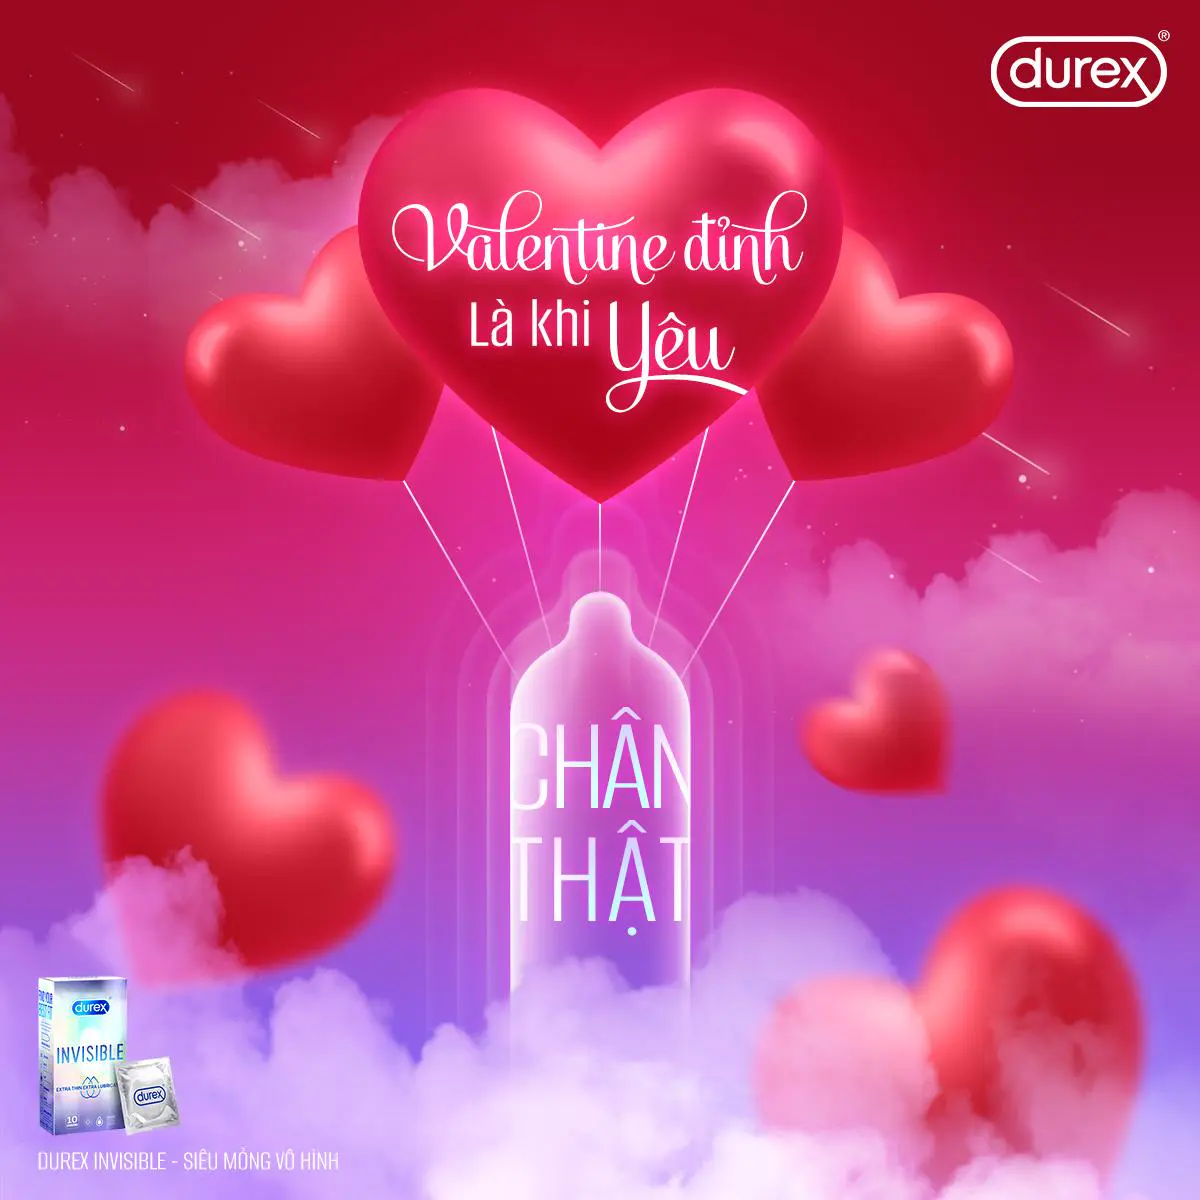 durex®
Valentine đỉnh
Là khi Yêu
CHÂN
THẬT
durex
INVISIBLE
EXTRA THIN EXTRA LUBRICATED
10
durex
DUREX INVISIBLE - SIÊU MỎNG VÔ HÌNH